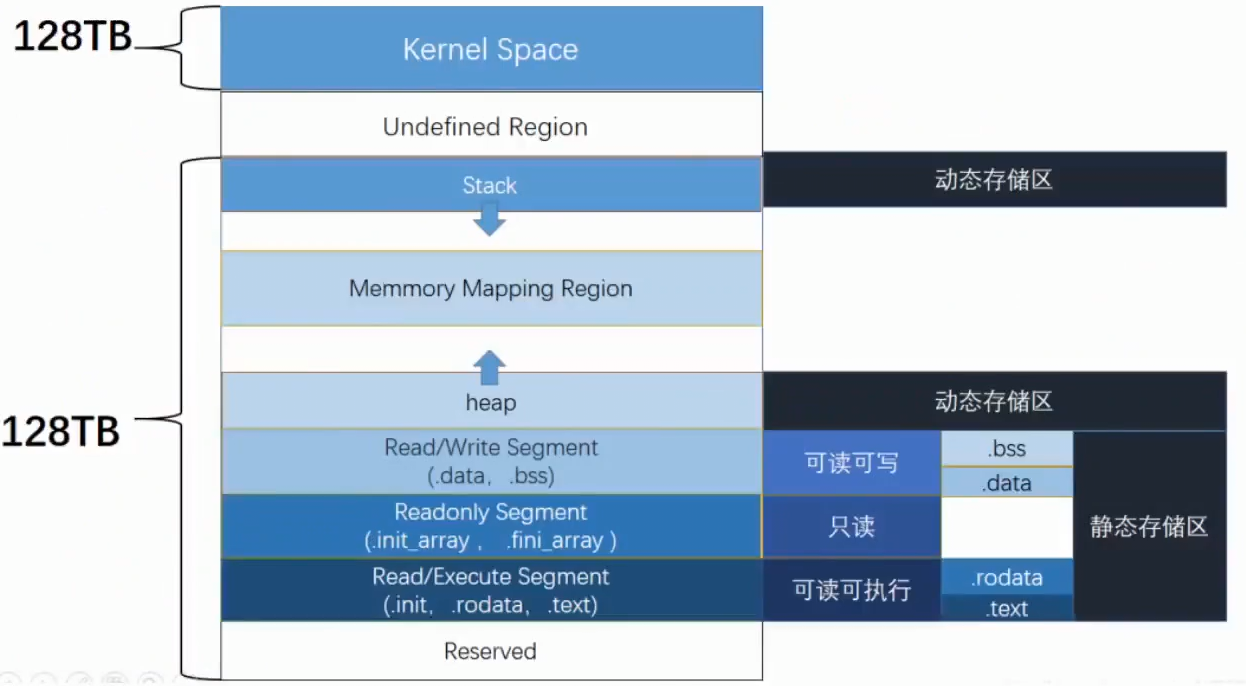 128TB
Kernel Space
Undefined Region
Stack
动态存储区
Memmory Mapping Region
128TB
heap
动态存储区
Read/Write Segment
(.data, .bss)
可读可写
.bss
.data
静态存储区
Readonly Segment
(.init_array , .fini_array )
只读
Read/Execute Segment
(.init, .rodata, .text)
可读可执行
.rodata
.text
Reserved